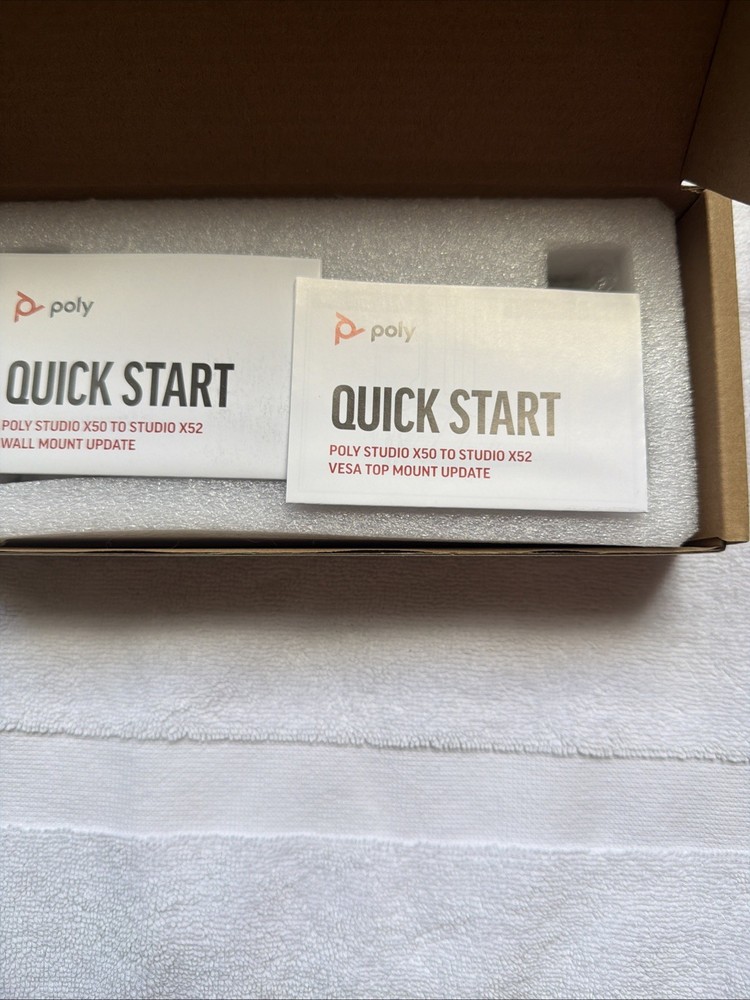 poly
QUICK START
POLY STUDIO X50 TO STUDIO X52
WALL MOUNT UPDATE
poly
QUICK START
POLY STUDIO X50 TO STUDIO X52
VESA TOP MOUNT UPDATE